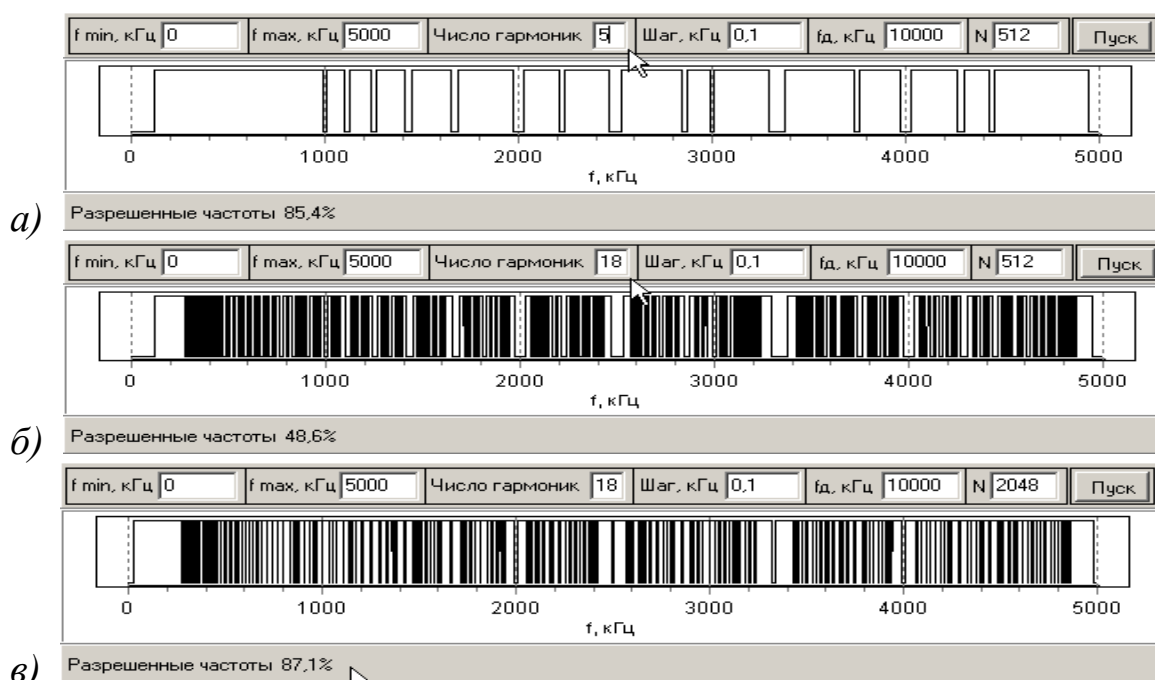 f min, кГц 0 f max, кГц 5000 Число гармоник 5 Шаг, кГц 0,1 fд, кГц 10000 N 512 Пуск
0 1000 2000 3000 4000 5000
f, кГц
а) Разрешенные частоты 85,4%
f min, кГц 0 f max, кГц 5000 Число гармоник 18 Шаг, кГц 0,1 fд, кГц 10000 N 512 Пуск
0 1000 2000 3000 4000 5000
f, кГц
б) Разрешенные частоты 48,6%
f min, кГц 0 f max, кГц 5000 Число гармоник 18 Шаг, кГц 0,1 fд, кГц 10000 N 2048 Пуск
0 1000 2000 3000 4000 5000
f, кГц
в) Разрешенные частоты 87,1%